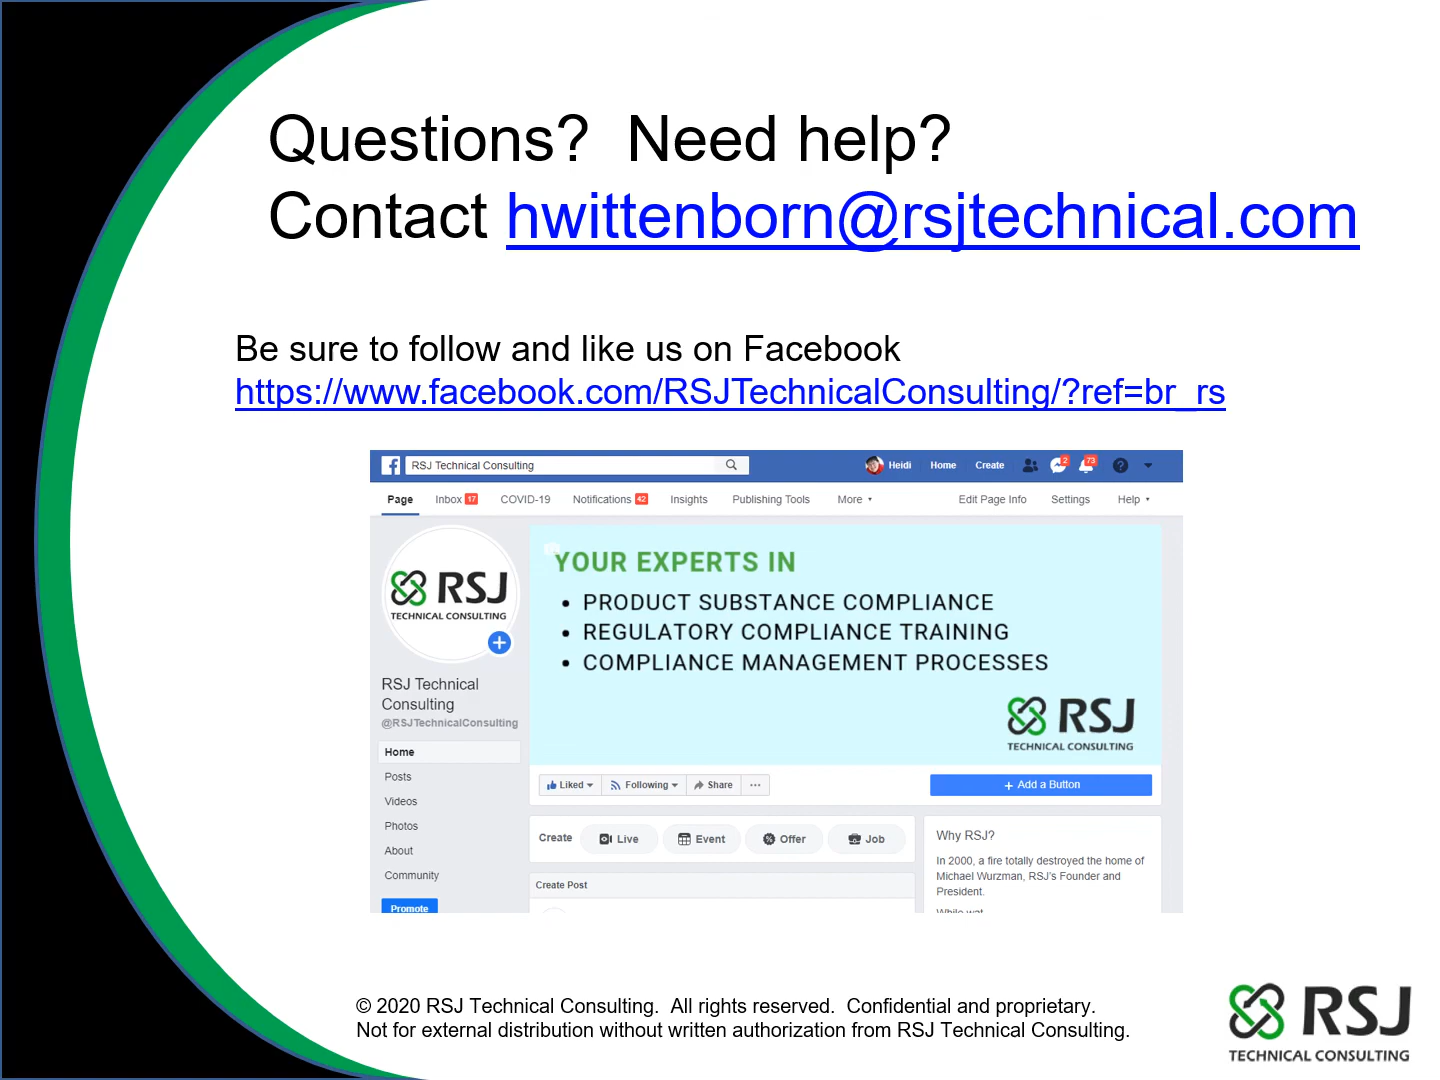 Questions?  Need help?
Contact hwittenborn@rsjtechnical.com
Be sure to follow and like us on Facebook
https://www.facebook.com/RSJTechnicalConsulting/?ref=br_rs
RSJ Technical Consulting
Heidi Home Create 2 73
Page Inbox 17 COVID-19 Notifications 42 Insights Publishing Tools More Edit Page Info Settings Help
RSJ
TECHNICAL CONSULTING
RSJ Technical
Consulting
@RSJTechnicalConsulting
Home
Posts
Videos
Photos
About
Community
Promote
YOUR EXPERTS IN
• PRODUCT SUBSTANCE COMPLIANCE
• REGULATORY COMPLIANCE TRAINING
• COMPLIANCE MANAGEMENT PROCESSES
RSJ
TECHNICAL CONSULTING
Liked Following Share ...
+ Add a Button
Create Live Event Offer Job
Create Post
Why RSJ?
In 2000, a fire totally destroyed the home of
Michael Wurzman, RSJ's Founder and
President.
© 2020 RSJ Technical Consulting.  All rights reserved.  Confidential and proprietary.
Not for external distribution without written authorization from RSJ Technical Consulting.
RSJ
TECHNICAL CONSULTING